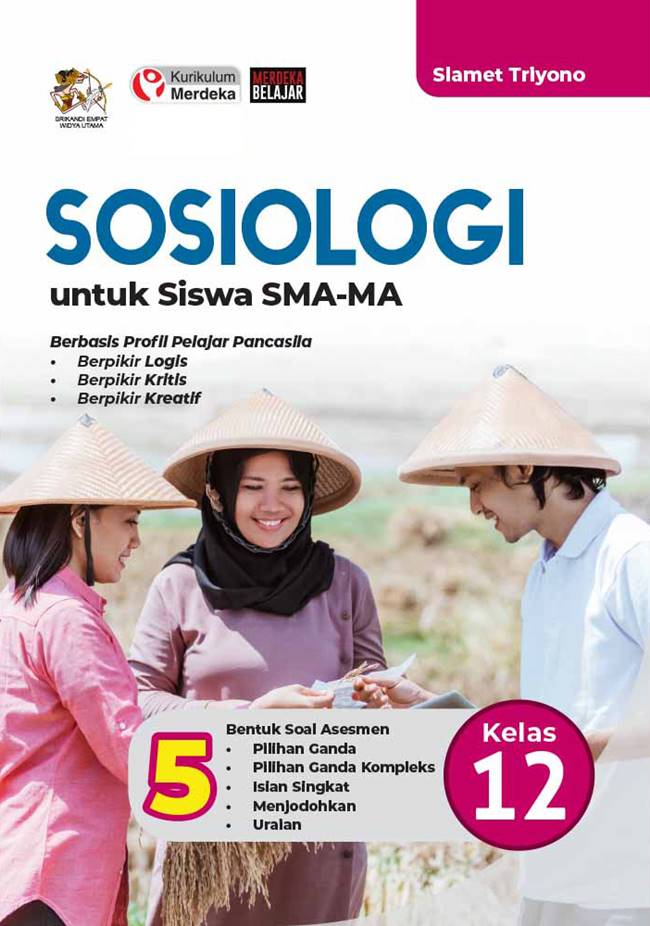 Slamet Triyono
SRIKANDI EMPAT
WIDYA UTAMA
Kurikulum
Merdeka
MERDEKA
BELAJAR
SOSIOLOGI
untuk Siswa SMA-MA
Berbasis Profil Pelajar Pancasila
• Berpikir Logis
• Berpikir Kritis
• Berpikir Kreatif
5
Bentuk Soal Asesmen
• Pilihan Ganda
• Pilihan Ganda Kompleks
• Isian Singkat
• Menjodohkan
• Uraian
Kelas
12